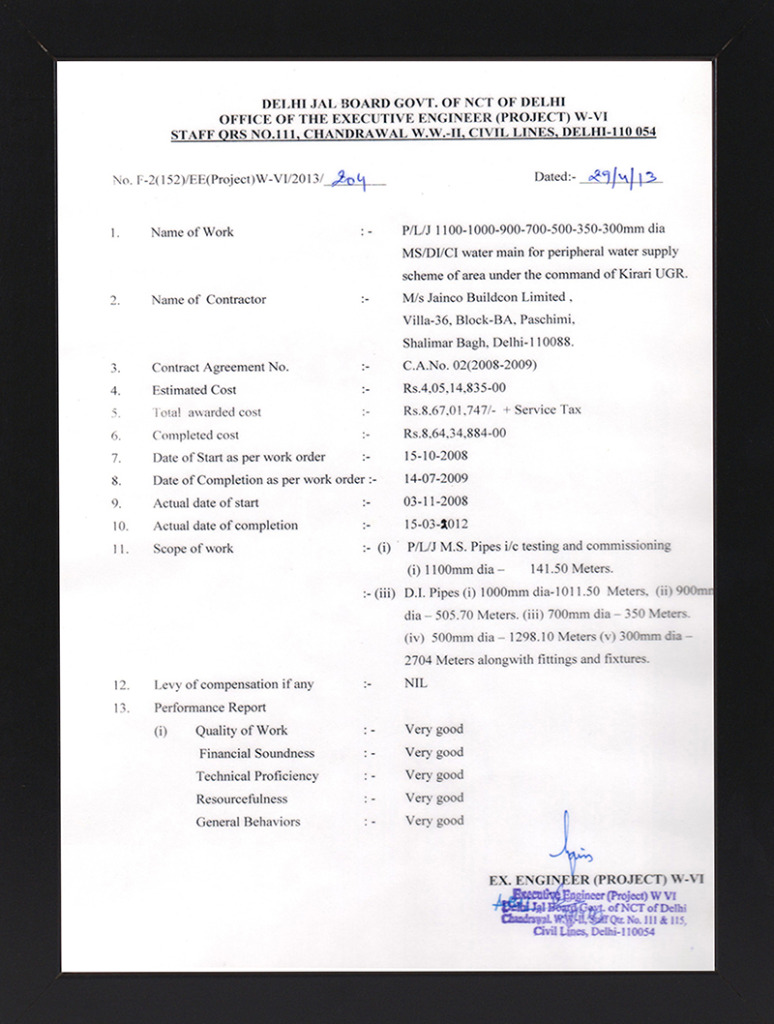 DELHI JAL BOARD GOVT. OF NCT OF DELHI
OFFICE OF THE EXECUTIVE ENGINEER (PROJECT) W-VI
STAFF QRS NO.111, CHANDRAWAL W.W.-II, CIVIL LINES, DELHI-110 054
No. F-2(152)/EE(Project)W-VI/2013/ 204 Dated:- 29/4/13
1. Name of Work :- P/L/J 1100-1000-900-700-500-350-300mm dia
MS/DI/CI water main for peripheral water supply
scheme of area under the command of Kirari UGR.
2. Name of Contractor :- M/s Jainco Buildcon Limited ,
Villa-36, Block-BA, Paschimi,
Shalimar Bagh, Delhi-110088.
3. Contract Agreement No. :- C.A.No. 02(2008-2009)
4. Estimated Cost :- Rs.4,05,14,835-00
5. Total awarded cost :- Rs.8,67,01,747/- + Service Tax
6. Completed cost :- Rs.8,64,34,884-00
7. Date of Start as per work order :- 15-10-2008
8. Date of Completion as per work order :- 14-07-2009
9. Actual date of start :- 03-11-2008
10. Actual date of completion :- 15-03-2012
11. Scope of work :- (i) P/L/J M.S. Pipes i/c testing and commissioning
(i) 1100mm dia – 141.50 Meters.
:- (iii) D.I. Pipes (i) 1000mm dia-1011.50 Meters, (ii) 900mm
dia – 505.70 Meters. (iii) 700mm dia – 350 Meters.
(iv) 500mm dia – 1298.10 Meters (v) 300mm dia –
2704 Meters alongwith fittings and fixtures.
12. Levy of compensation if any :- NIL
13. Performance Report
(i) Quality of Work :- Very good
Financial Soundness :- Very good
Technical Proficiency :- Very good
Resourcefulness :- Very good
General Behaviors :- Very good
EX. ENGINEER (PROJECT) W-VI
Executive Engineer (Project) W VI
Delhi Jal Board Govt. of NCT of Delhi
Chandrawal. W.W.-II, Staff Qtr. No. 111 & 115,
Civil Lines, Delhi-110054